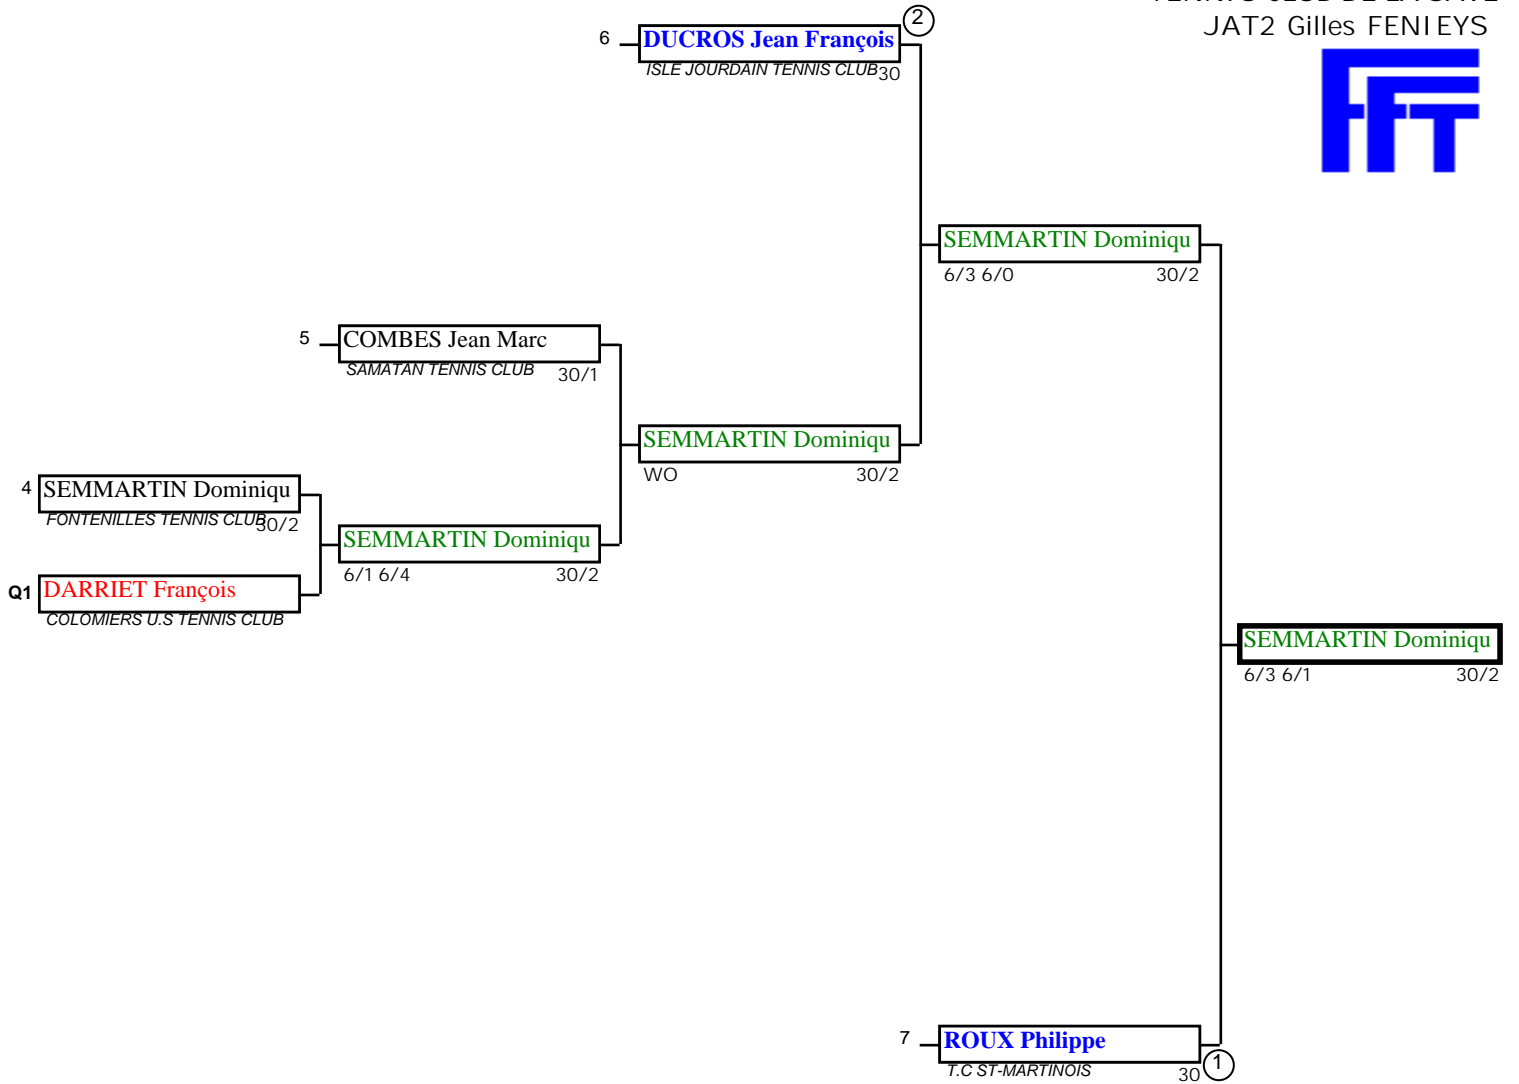 JAT2 Gilles FENIEYS
FFT
2
6 DUCROS Jean François
ISLE JOURDAIN TENNIS CLUB 30
SEMMARTIN Dominiqu
6/3 6/0 30/2
5 COMBES Jean Marc
SAMATAN TENNIS CLUB 30/1
SEMMARTIN Dominiqu
WO 30/2
4 SEMMARTIN Dominiqu
FONTENILLES TENNIS CLUB 30/2
SEMMARTIN Dominiqu
6/1 6/4 30/2
Q1 DARRIET François
COLOMIERS U.S TENNIS CLUB
SEMMARTIN Dominiqu
6/3 6/1 30/2
7 ROUX Philippe
T.C ST-MARTINOIS 30
1